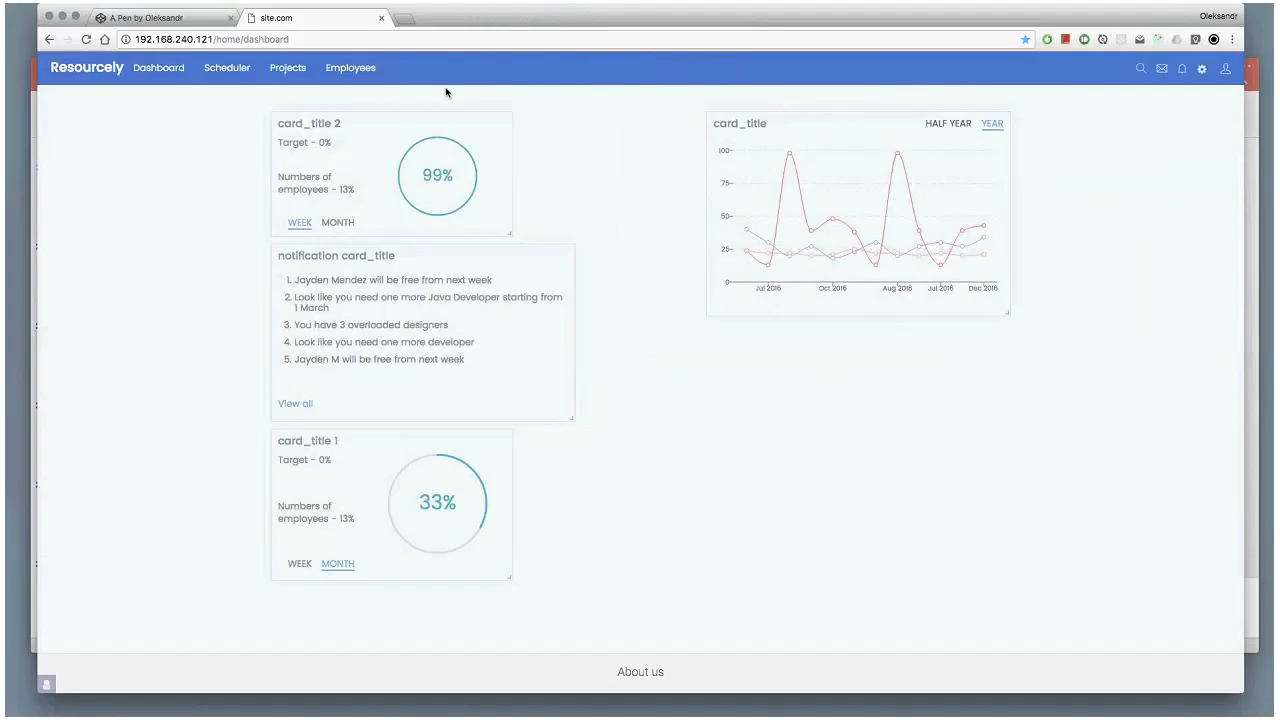 A Pen by Oleksandr
site.com
Oleksandr
192.168.240.121/home/dashboard
Resourcely
Dashboard
Scheduler
Projects
Employees
card_title 2
Target - 0%
Numbers of
employees - 13%
99%
WEEK
MONTH
card_title
HALF YEAR
YEAR
100
75
50
25
0
Jul 2016
Oct 2016
Aug 2016
Jul 2016
Dec 2016
notification card_title
1. Jayden Mendez will be free from next week
2. Look like you need one more Java Developer starting from
1 March
3. You have 3 overloaded designers
4. Look like you need one more developer
5. Jayden M will be free from next week
View all
card_title 1
Target - 0%
Numbers of
employees - 13%
33%
WEEK
MONTH
About us